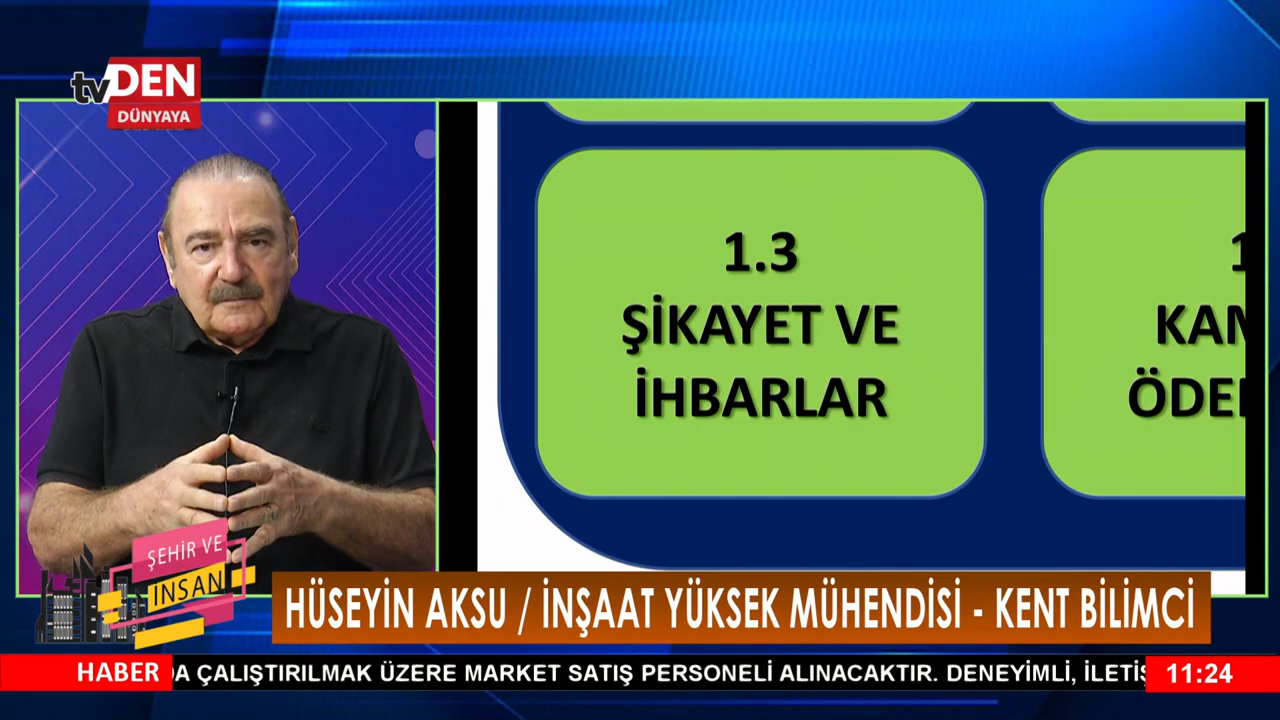 tvDEN
DÜNYAYA
1.3
ŞİKAYET VE
İHBARLAR
ŞEHİR VE
INSAN
HÜSEYİN AKSU / İNŞAAT YÜKSEK MÜHENDİSİ - KENT BİLİMCİ
HABER
ÇALIŞTIRILMAK ÜZERE MARKET SATIŞ PERSONELİ ALINACAKTIR. DENEYİMLİ,
11:24